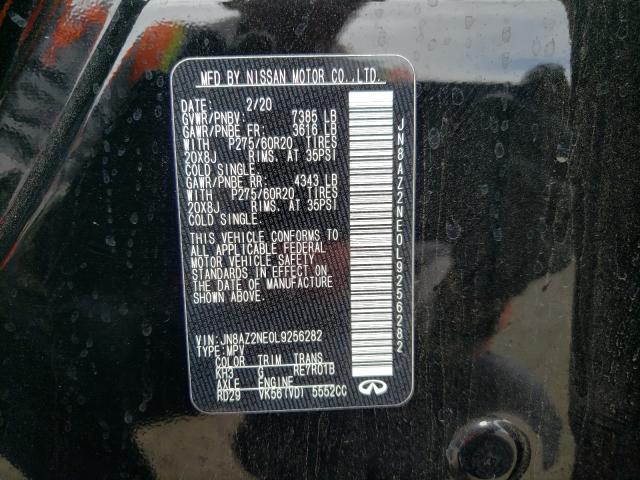 MFD BY NISSAN MOTOR CO.,LTD.
DATE: 2/20
GVWR/PNBV: 7385 LB
GAWR/PNBE FR: 3616 LB
WITH P275/60R20 TIRES
20X8J RIMS. AT 35PSI
COLD SINGLE
GAWR/PNBE RR: 4343 LB
WITH P275/60R20 TIRES
20X8J RIMS. AT 35PSI
COLD SINGLE
THIS VEHICLE CONFORMS TO
ALL APPLICABLE FEDERAL
MOTOR VEHICLE SAFETY
STANDARDS IN EFFECT ON
THE DATE OF MANUFACTURE
SHOWN ABOVE.
VIN: JN8AZ2NE0L9256282
TYPE: MPV
COLOR TRIM TRANS
KH3 G RE7R01B
AXLE ENGINE
RD29 VK56(VD) 5552CC
JN8AZ2NE0L9256282